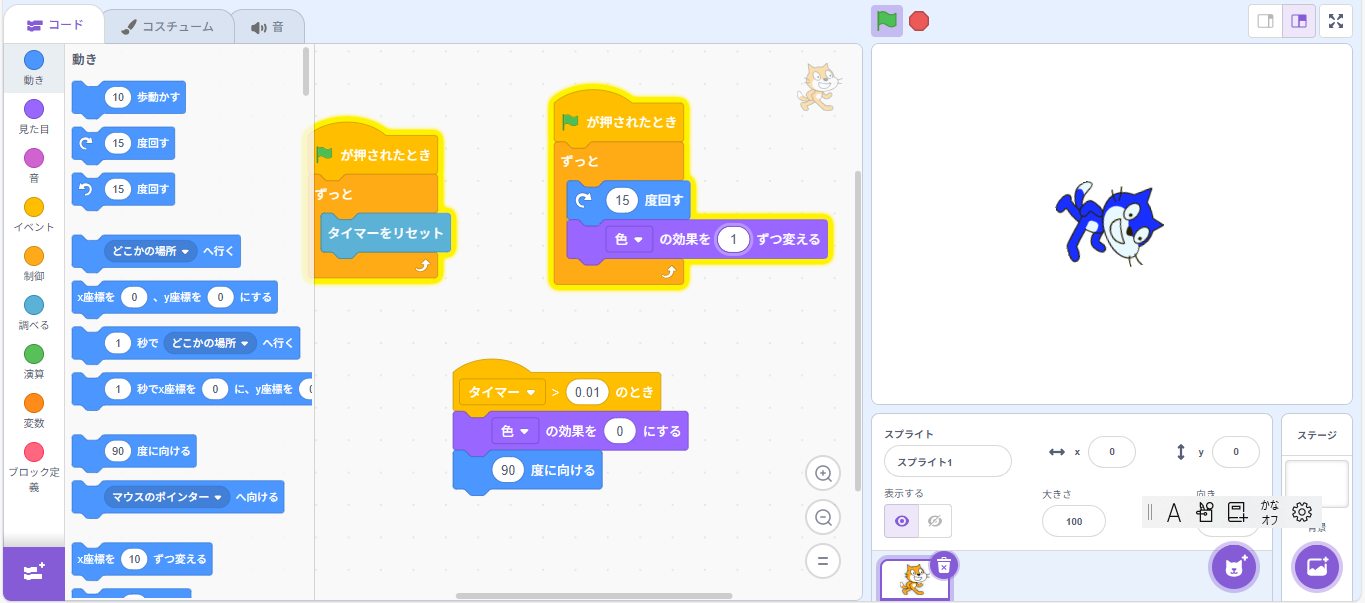 コード
コスチューム
音
動き
見た目
音
イベント
制御
調べる
演算
変数
ブロック定
義
動き
10 歩動かす
15 度回す
15 度回す
どこかの場所 へ行く
x座標を 0 、y座標を 0 にする
1 秒で どこかの場所 へ行く
1 秒でx座標を 0 に、y座標を
90 度に向ける
マウスのポインター へ向ける
x座標を 10 ずつ変える
が押されたとき
ずっと
タイマーをリセット
が押されたとき
ずっと
15 度回す
色 の効果を 1 ずつ変える
タイマー > 0.01 のとき
色 の効果を 0 にする
90 度に向ける
スプライト
スプライト1
x 0
y 0
表示する
大きさ
100
向き
ステージ
背景
A
かな
オフ